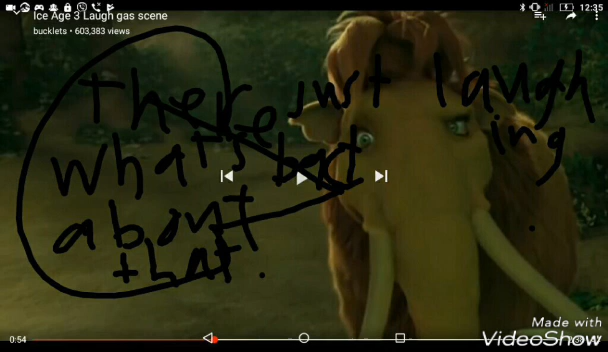 12:35
Ice Age 3 Laugh gas scene
bucklets • 603,383 views
There just laugh
ing
what's bad
about
that.
0:54
Made with
VideoShow